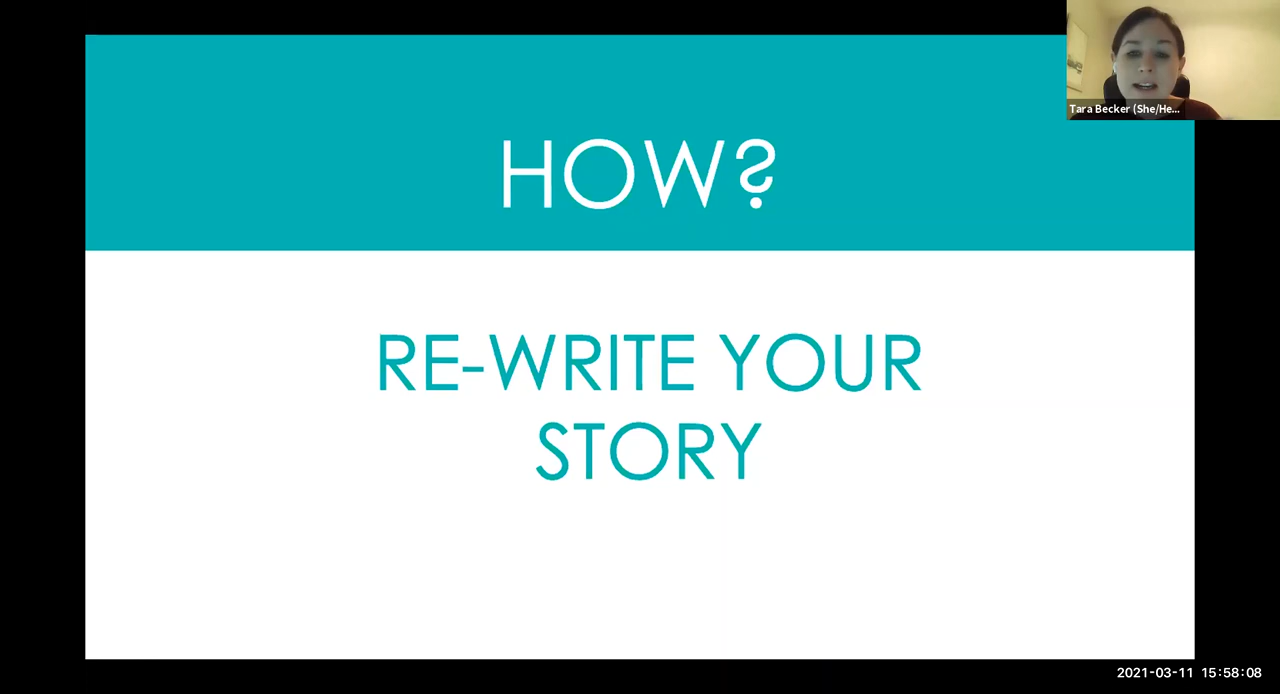 Tara Becker (She/He...
HOW?
RE-WRITE YOUR
STORY
2021-03-11 15:58:08